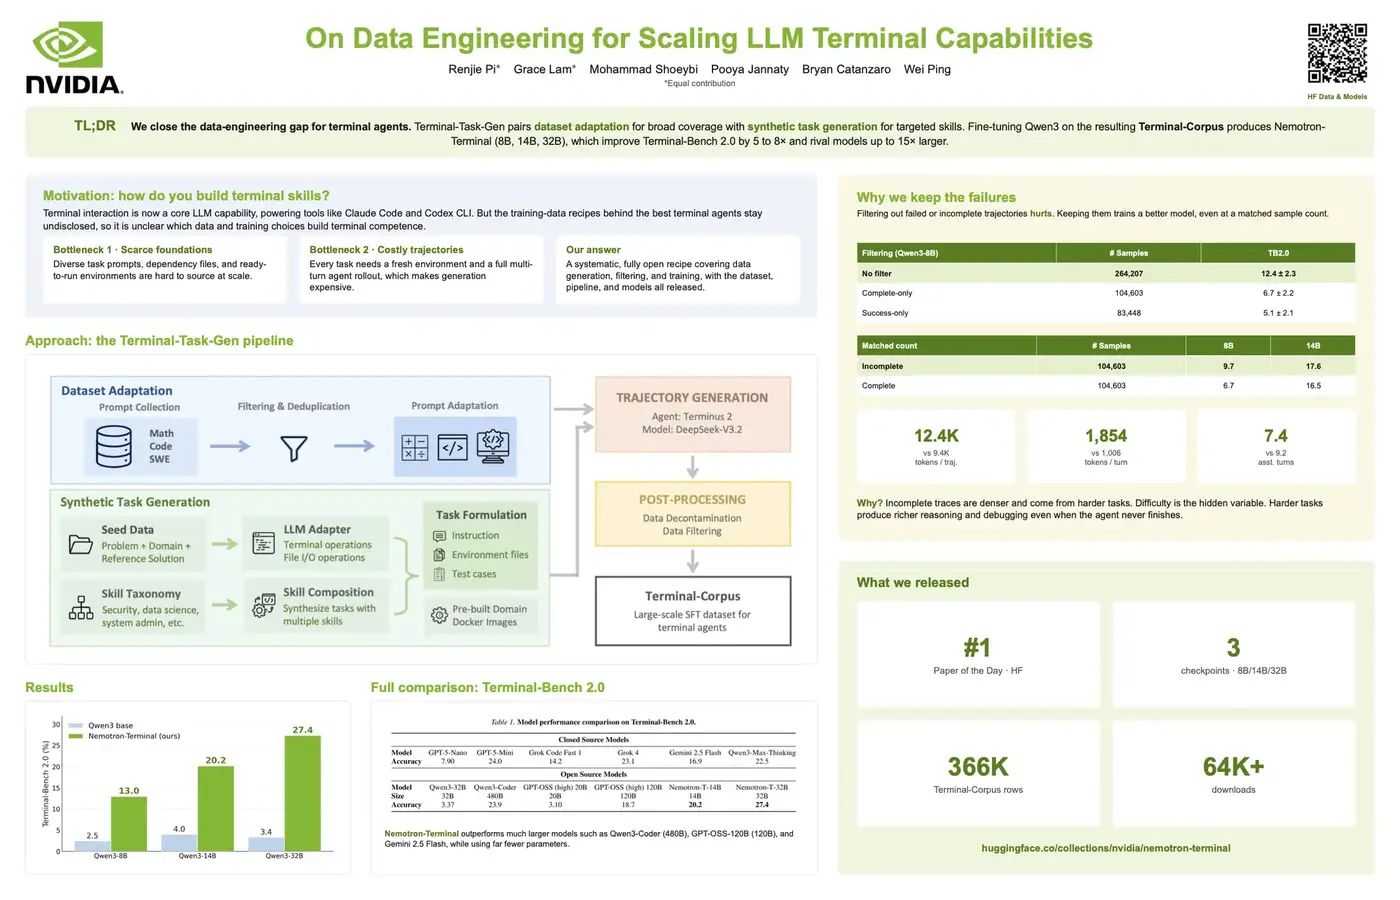 On Data Engineering for Scaling LLM Terminal Capabilities
NVIDIA.
Renjie Pi* Grace Lam* Mohammad Shoeybi Pooya Jannaty Bryan Catanzaro Wei Ping
*Equal contribution
HF Data & Models
TL;DR We close the data-engineering gap for terminal agents. Terminal-Task-Gen pairs dataset adaptation for broad coverage with synthetic task generation for targeted skills. Fine-tuning Qwen3 on the resulting Terminal-Corpus produces Nemotron-
Terminal (8B, 14B, 32B), which improve Terminal-Bench 2.0 by 5 to 8× and rival models up to 15× larger.
Motivation: how do you build terminal skills?
Terminal interaction is now a core LLM capability, powering tools like Claude Code and Codex CLI. But the training-data recipes behind the best terminal agents stay
undisclosed, so it is unclear which data and training choices build terminal competence.
Bottleneck 1 · Scarce foundations
Diverse task prompts, dependency files, and ready-
to-run environments are hard to source at scale.
Bottleneck 2 · Costly trajectories
Every task needs a fresh environment and a full multi-
turn agent rollout, which makes generation
expensive.
Our answer
A systematic, fully open recipe covering data
generation, filtering, and training, with the dataset,
pipeline, and models all released.
Approach: the Terminal-Task-Gen pipeline
Dataset Adaptation
Prompt Collection
Math
Code
SWE
Filtering & Deduplication
Prompt Adaptation
Synthetic Task Generation
Seed Data
Problem + Domain +
Reference Solution
LLM Adapter
Terminal operations
File I/O operations
Skill Taxonomy
Security, data science,
system admin, etc.
Skill Composition
Synthesize tasks with
multiple skills
Task Formulation
Instruction
Environment files
Test cases
Pre-built Domain
Docker Images
TRAJECTORY GENERATION
Agent: Terminus 2
Model: DeepSeek-V3.2
POST-PROCESSING
Data Decontamination
Data Filtering
Terminal-Corpus
Large-scale SFT dataset for
terminal agents
Results
Terminal-Bench 2.0 (%)
30
25
20
15
10
5
0
Qwen3 base
Nemotron-Terminal (ours)
2.5 13.0
4.0 20.2
3.4 27.4
Qwen3-8B Qwen3-14B Qwen3-32B
Full comparison: Terminal-Bench 2.0
Table 1. Model performance comparison on Terminal-Bench 2.0.
Closed Source Models
Model GPT-5-Nano GPT-5-Mini Grok Code Fast 1 Grok 4 Gemini 2.5 Flash Qwen3-Max-Thinking
Accuracy 7.90 24.0 14.2 23.1 16.9 22.5
Open Source Models
Model Qwen3-32B Qwen3-Coder GPT-OSS (high) 20B GPT-OSS (high) 120B Nemotron-T-14B Nemotron-T-32B
Size 32B 480B 20B 120B 14B 32B
Accuracy 3.37 23.9 3.10 18.7 20.2 27.4
Nemotron-Terminal outperforms much larger models such as Qwen3-Coder (480B), GPT-OSS-120B (120B), and
Gemini 2.5 Flash, while using far fewer parameters.
Why we keep the failures
Filtering out failed or incomplete trajectories hurts. Keeping them trains a better model, even at a matched sample count.
Filtering (Qwen3-8B) # Samples TB2.0
No filter 264,207 12.4 ± 2.3
Complete-only 104,603 6.7 ± 2.2
Success-only 83,448 5.1 ± 2.1
Matched count # Samples 8B 14B
Incomplete 104,603 9.7 17.6
Complete 104,603 6.7 16.5
12.4K
vs 9.4K
tokens / traj.
1,854
vs 1,006
tokens / turn
7.4
vs 9.2
asst. turns
Why? Incomplete traces are denser and come from harder tasks. Difficulty is the hidden variable. Harder tasks
produce richer reasoning and debugging even when the agent never finishes.
What we released
#1
Paper of the Day · HF
3
checkpoints · 8B/14B/32B
366K
Terminal-Corpus rows
64K+
downloads
huggingface.co/collections/nvidia/nemotron-terminal